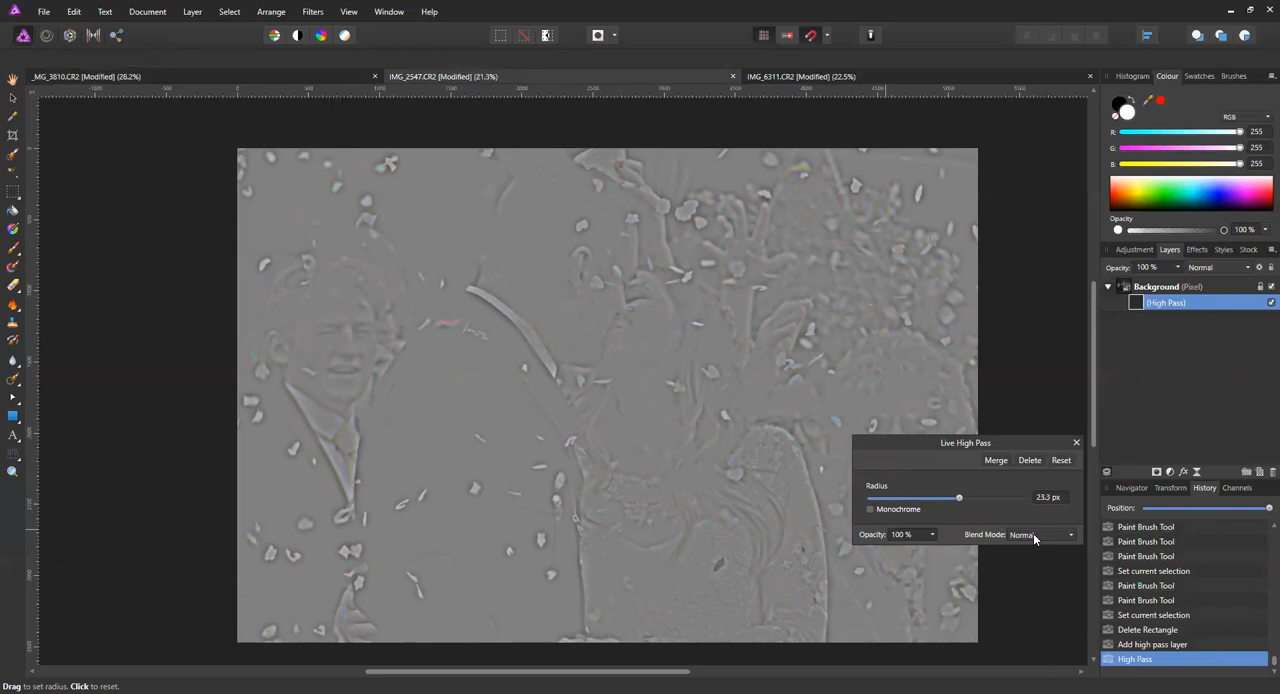 File Edit Text Document Layer Select Arrange Filters View Window Help
_MG_3810.CR2 [Modified] (28.2%) IMG_2547.CR2 [Modified] (21.3%) IMG_6311.CR2 [Modified] (22.5%)
Histogram Colour Swatches Brushes
RGB
R: 255
G: 255
B: 255
Opacity
100 %
Adjustment Layers Effects Styles Stock
Opacity: 100 % Normal
Background (Pixel)
(High Pass)
Live High Pass
Merge Delete Reset
Radius
23.3 px
Monochrome
Opacity: 100 % Blend Mode: Normal
Navigator Transform History Channels
Position:
Paint Brush Tool
Paint Brush Tool
Paint Brush Tool
Set current selection
Paint Brush Tool
Paint Brush Tool
Set current selection
Delete Rectangle
Add high pass layer
High Pass
Drag to set radius. Click to reset.